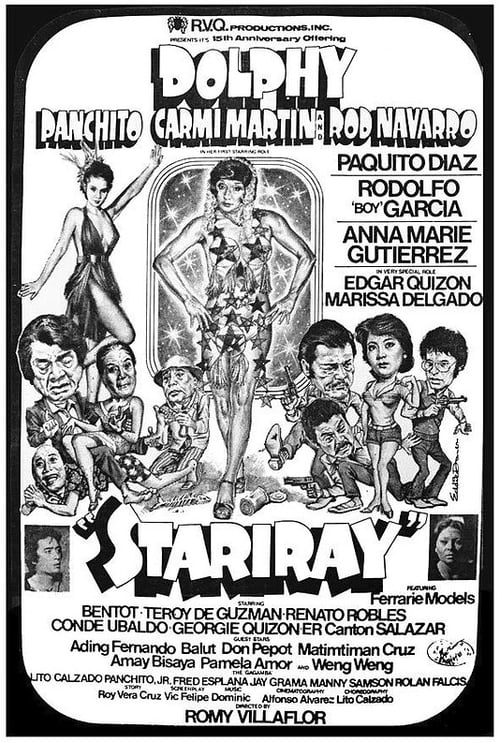 R.V.Q. PRODUCTIONS, INC.
PRESENTS IT'S 15th Anniversary Offering
DOLPHY
PANCHITO CARMI MARTIN AND ROD NAVARRO
IN HER FIRST STARRING ROLE
PAQUITO DIAZ
RODOLFO
'BOY' GARCIA
ANNA MARIE
GUTIERREZ
IN VERY SPECIAL ROLE
EDGAR QUIZON
MARISSA DELGADO
"STARIRAY"
FEATURING
Ferrarie Models
STARRING
BENTOT · TEROY DE GUZMAN · RENATO ROBLES
CONDE UBALDO · GEORGIE QUIZON · ER Canton SALAZAR
GUEST STARS
Ading Fernando Balut Don Pepot Matimtiman Cruz
Amay Bisaya Pamela Amor and Weng Weng
THE GAGAMBA
LITO CALZADO PANCHITO, JR. FRED ESPLANA JAY GRAMA MANNY SAMSON ROLAN FALCIS
STORY SCREENPLAY MUSIC CINEMATOGRAPHY CHOREOGRAPHY
Roy Vera Cruz Vic Felipe Dominic Alfonso Alvarez Lito Calzado
DIRECTED BY
ROMY VILLAFLOR